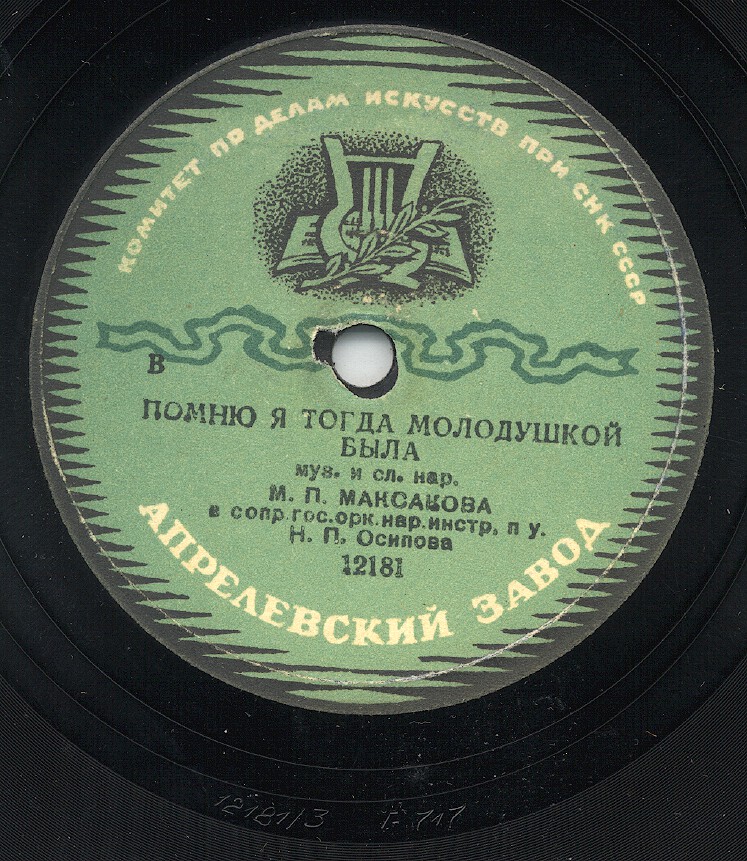 КОМИТЕТ ПО ДЕЛАМ ИСКУССТВ ПРИ СНК СССР
В
ПОМНЮ Я ТОГДА МОЛОДУШКОЙ
БЫЛА
муз. и сл. нар.
М. П. МАКСАКОВА
в сопр.гос.орк.нар.инстр. п у.
Н. П. Осипова
12181
АПРЕЛЕВСКИЙ ЗАВОД
12181/3 Г-717